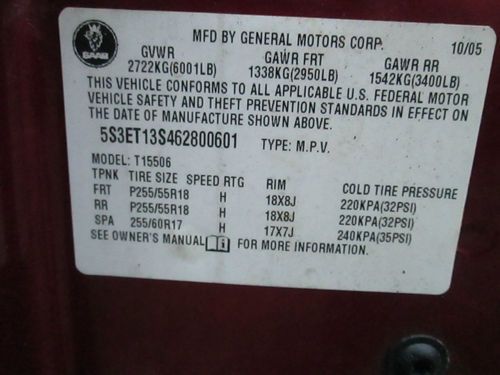 SAAB
MFD BY GENERAL MOTORS CORP. 10/05
GVWR GAWR FRT GAWR RR
2722KG(6001LB) 1338KG(2950LB) 1542KG(3400LB)
THIS VEHICLE CONFORMS TO ALL APPLICABLE U.S. FEDERAL MOTOR
VEHICLE SAFETY AND THEFT PREVENTION STANDARDS IN EFFECT ON
THE DATE OF MANUFACTURE SHOWN ABOVE.
5S3ET13S462800601 TYPE: M.P.V.
MODEL: T15506
TPNK TIRE SIZE SPEED RTG RIM COLD TIRE PRESSURE
FRT P255/55R18 H 18X8J 220KPA(32PSI)
RR P255/55R18 H 18X8J 220KPA(32PSI)
SPA 255/60R17 H 17X7J 240KPA(35PSI)
SEE OWNER'S MANUAL FOR MORE INFORMATION.